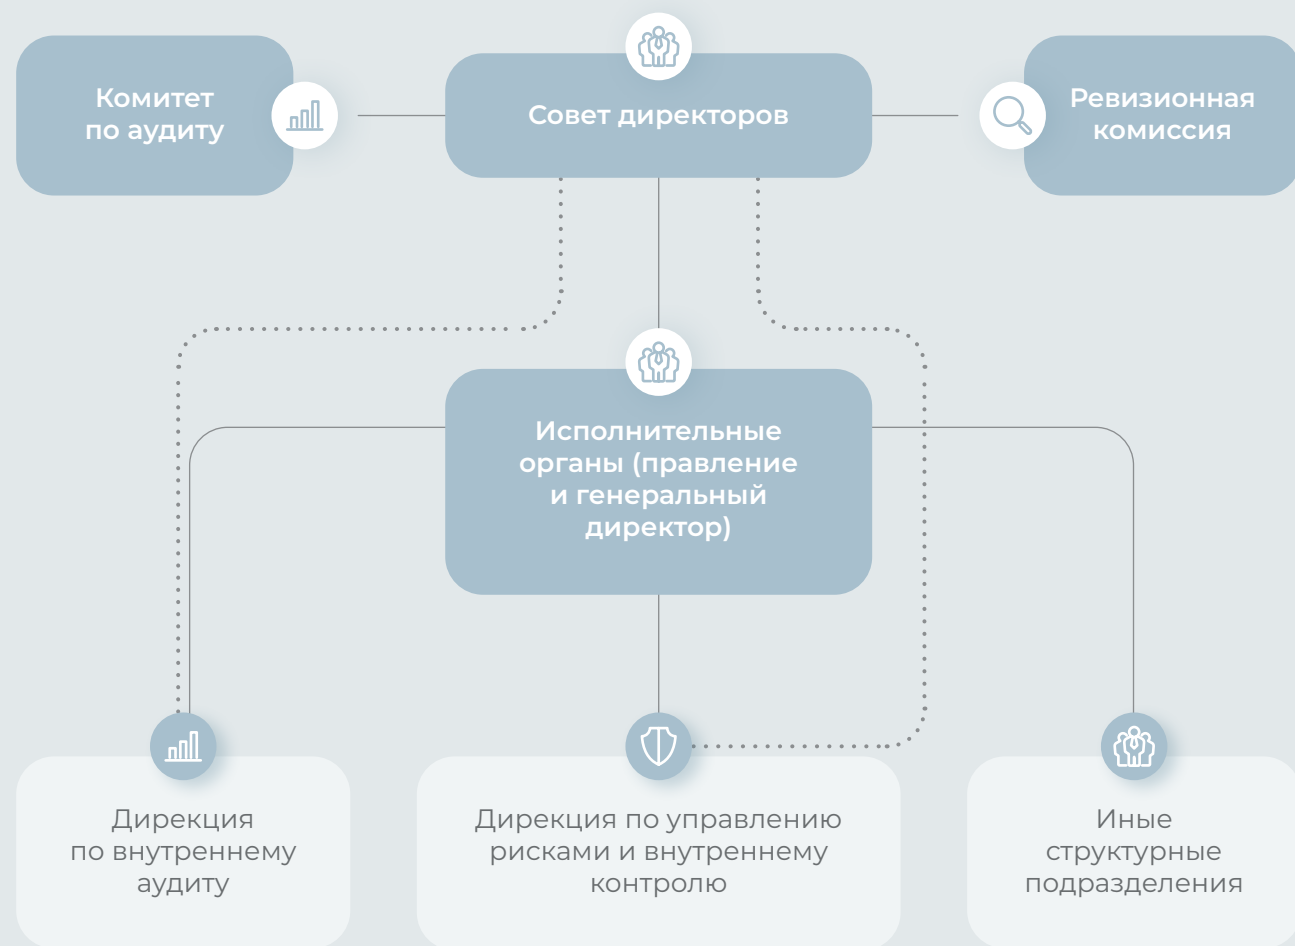 Комитет
по аудиту
Совет директоров
Ревизионная
комиссия
Исполнительные
органы (правление
и генеральный
директор)
Дирекция
по внутреннему
аудиту
Дирекция по управлению
рисками и внутреннему
контролю
Иные
структурные
подразделения